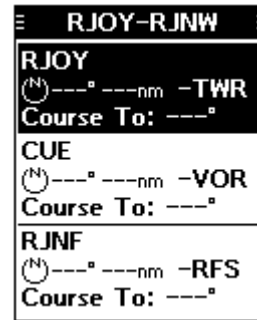 RJOY-RJNW
RJOY
N ---° ---nm -TWR
Course To: ---°
CUE
N ---° ---nm -VOR
Course To: ---°
RJNF
N ---° ---nm -RFS
Course To: ---°